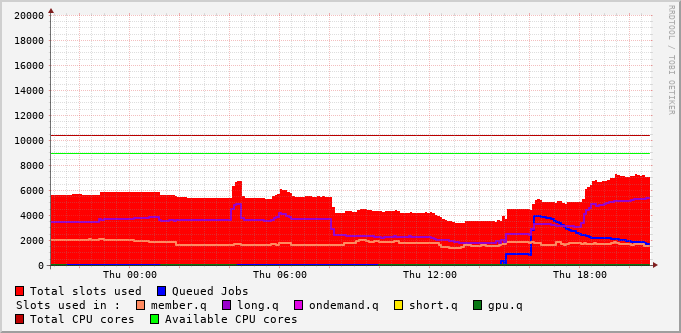 RRDTOOL / TOBI OETIKER
20000
18000
16000
14000
12000
10000
8000
6000
4000
2000
0
Thu 00:00 Thu 06:00 Thu 12:00 Thu 18:00
Total slots used Queued Jobs
Slots used in : member.q long.q ondemand.q short.q gpu.q
Total CPU cores Available CPU cores